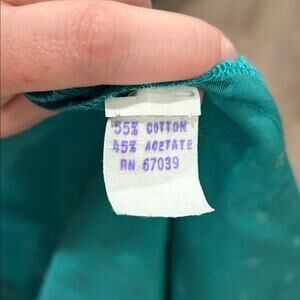 55% COTTON
45% ACETATE
RN 67039